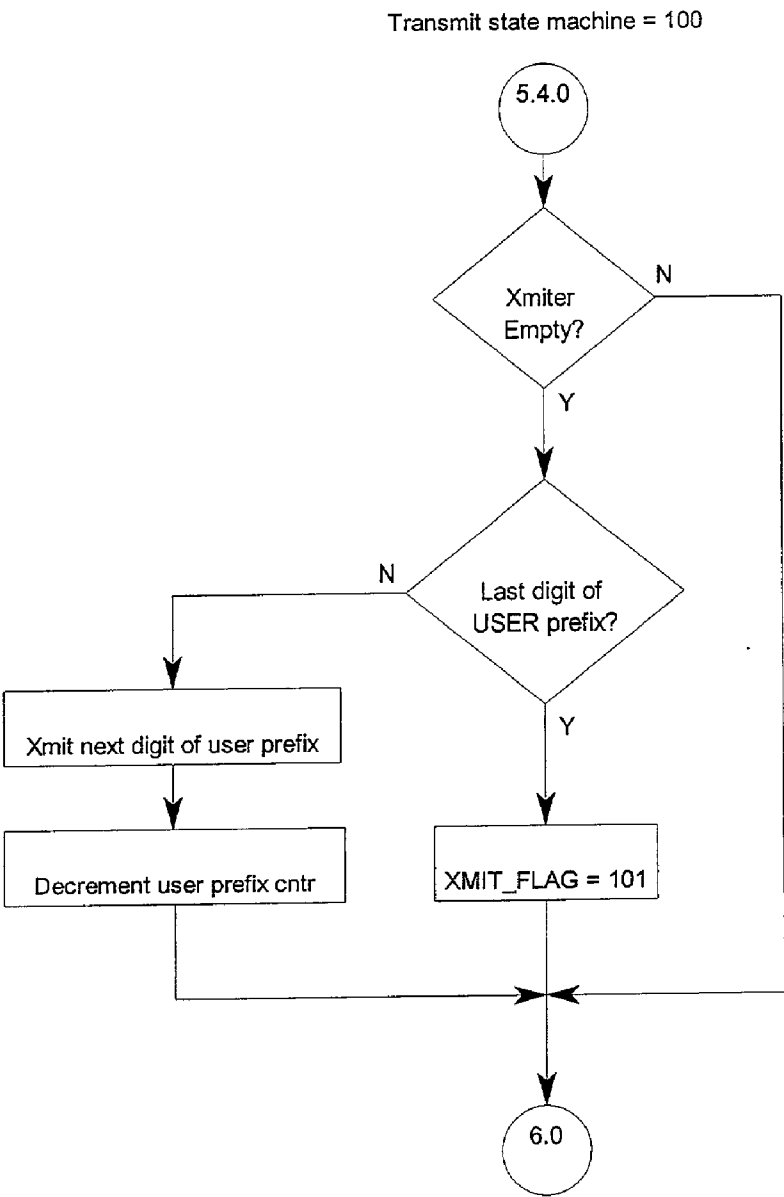 Transmit state machine = 100
5.4.0
Xmiter
Empty?
N
Y
Last digit of
USER prefix?
N
Y
Xmit next digit of user prefix
Decrement user prefix cntr
XMIT_FLAG = 101
6.0